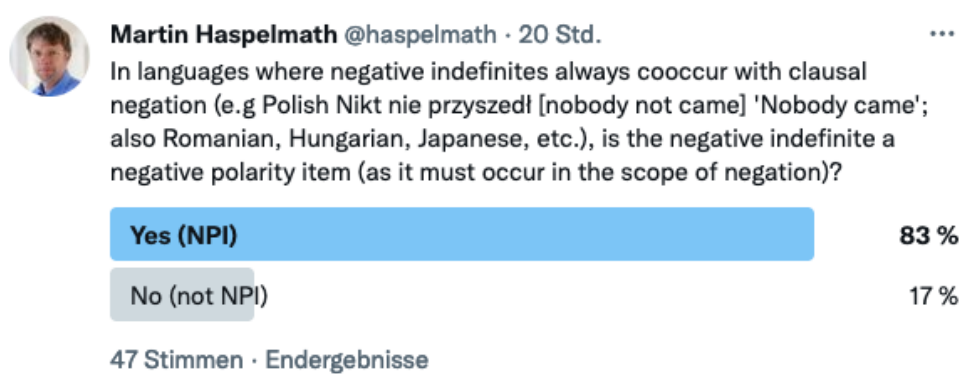 Martin Haspelmath @haspelmath · 20 Std.
In languages where negative indefinites always cooccur with clausal
negation (e.g Polish Nikt nie przyszedł [nobody not came] 'Nobody came';
also Romanian, Hungarian, Japanese, etc.), is the negative indefinite a
negative polarity item (as it must occur in the scope of negation)?
Yes (NPI) 83 %
No (not NPI) 17 %
47 Stimmen · Endergebnisse